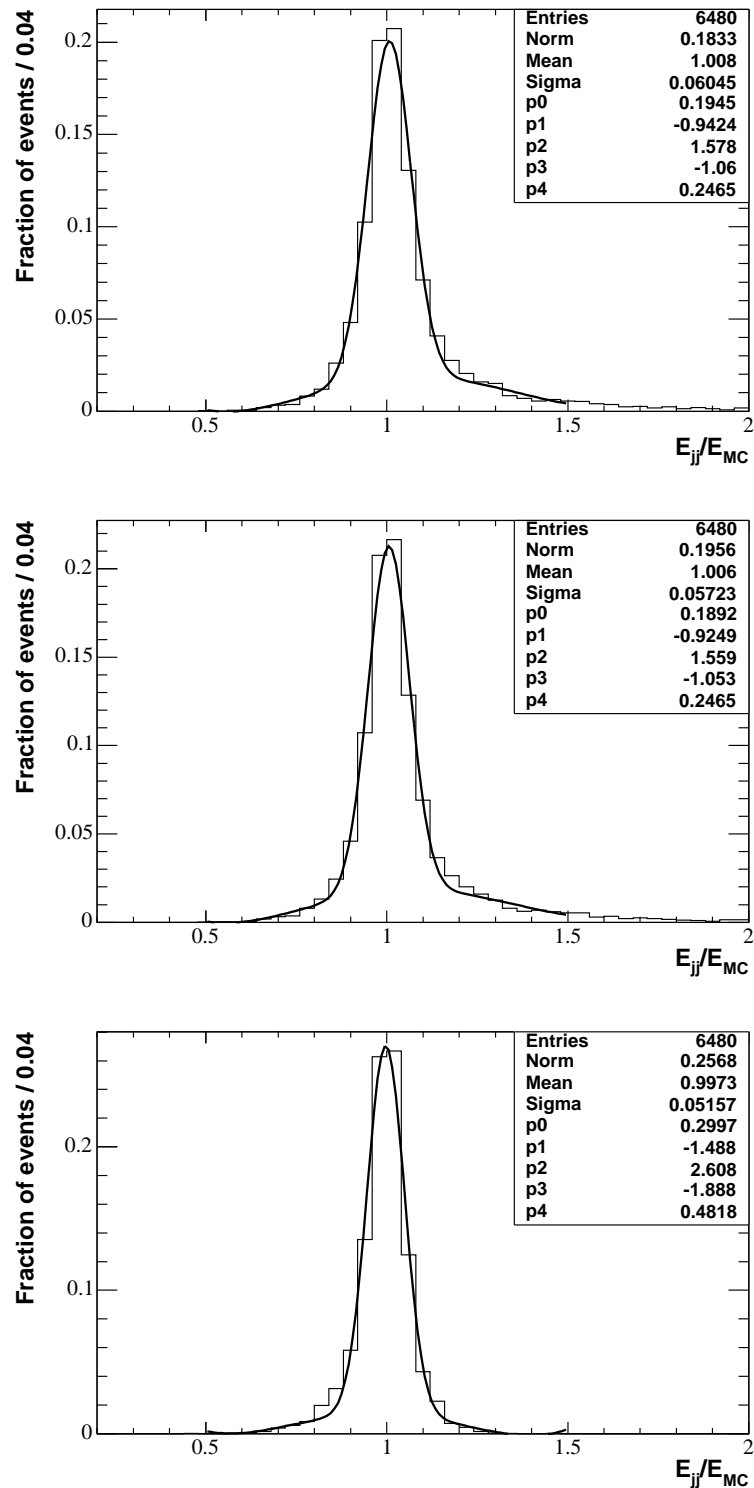 Fraction of events / 0.04
0.2
0.15
0.1
0.05
0
0.5
1
1.5
2
E_jj/E_MC
Entries 6480
Norm 0.1833
Mean 1.008
Sigma 0.06045
p0 0.1945
p1 -0.9424
p2 1.578
p3 -1.06
p4 0.2465
Fraction of events / 0.04
0.2
0.15
0.1
0.05
0
0.5
1
1.5
2
E_jj/E_MC
Entries 6480
Norm 0.1956
Mean 1.006
Sigma 0.05723
p0 0.1892
p1 -0.9249
p2 1.559
p3 -1.053
p4 0.2465
Fraction of events / 0.04
0.2
0.1
0
0.5
1
1.5
2
E_jj/E_MC
Entries 6480
Norm 0.2568
Mean 0.9973
Sigma 0.05157
p0 0.2997
p1 -1.488
p2 2.608
p3 -1.888
p4 0.4818